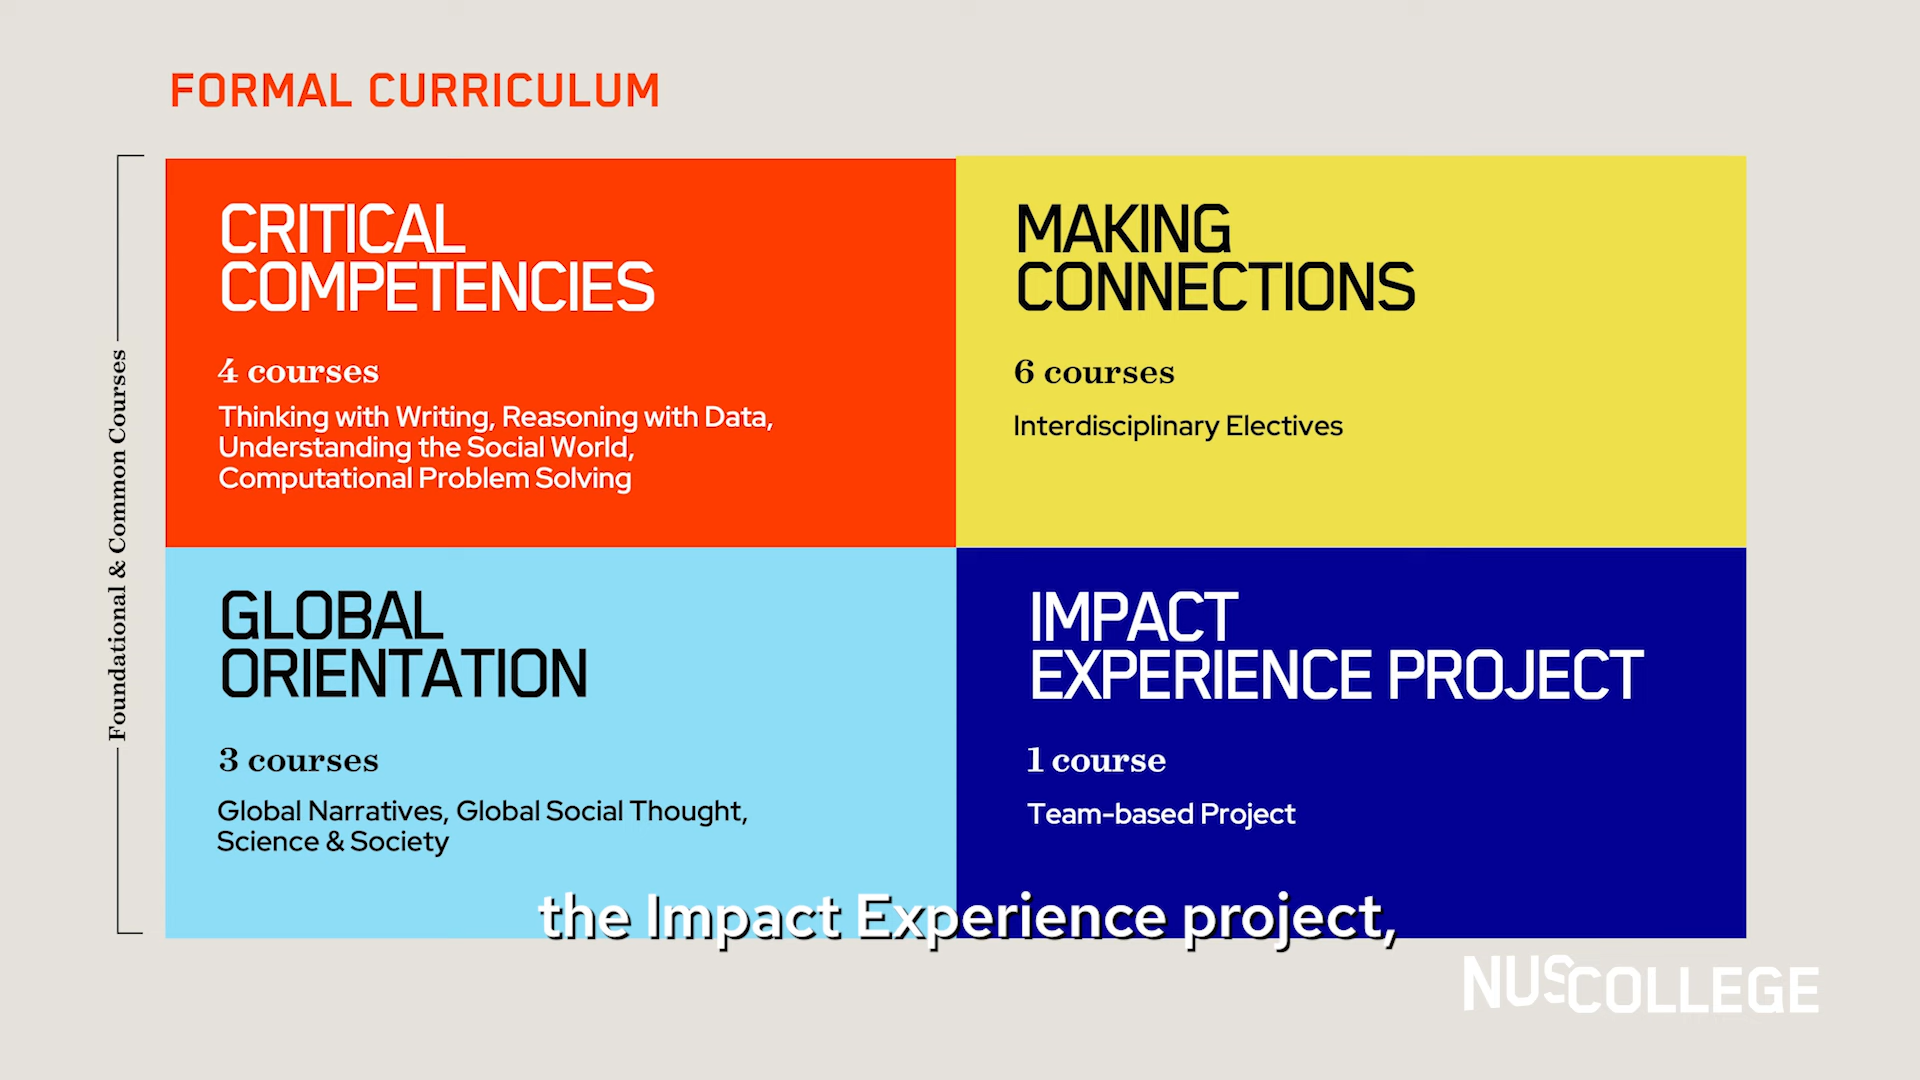 FORMAL CURRICULUM
Foundational & Common Courses
CRITICAL
COMPETENCIES
4 courses
Thinking with Writing, Reasoning with Data,
Understanding the Social World,
Computational Problem Solving
MAKING
CONNECTIONS
6 courses
Interdisciplinary Electives
GLOBAL
ORIENTATION
3 courses
Global Narratives, Global Social Thought,
Science & Society
IMPACT
EXPERIENCE PROJECT
1 course
Team-based Project
the Impact Experience project,
NUSCOLLEGE